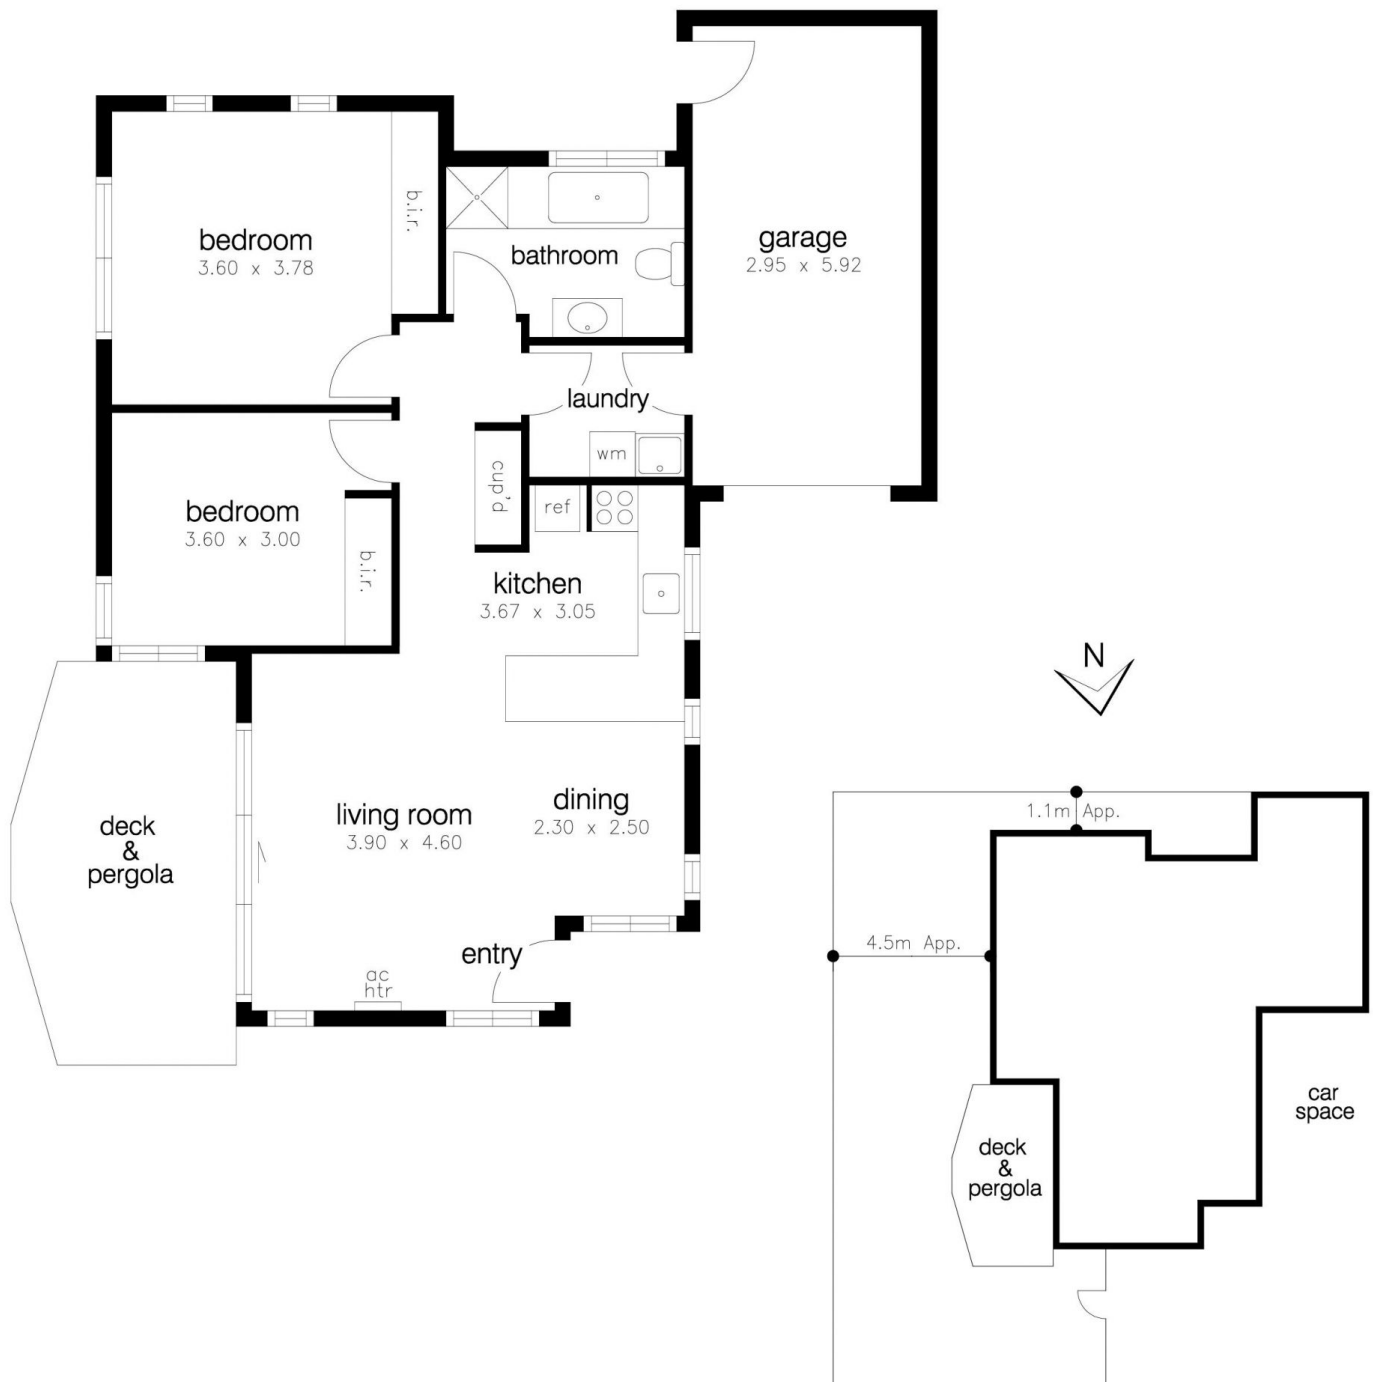 bedroom
3.60 x 3.78
b.i.r.
bathroom
garage
2.95 x 5.92
laundry
wm
bedroom
3.60 x 3.00
b.i.r.
cup'd
ref
kitchen
3.67 x 3.05
deck
&
pergola
living room
3.90 x 4.60
dining
2.30 x 2.50
entry
ac
htr
N
1.1m App.
4.5m App.
car
space
deck
&
pergola